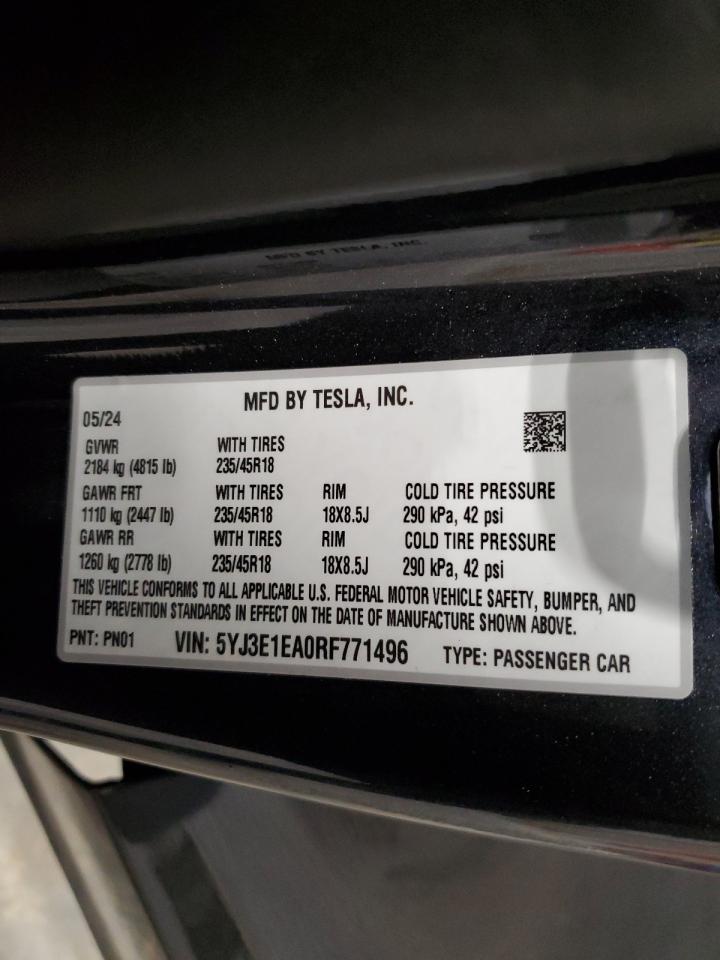 MFD BY TESLA, INC.
MFD BY TESLA, INC.
05/24
GVWR WITH TIRES
2184 kg (4815 lb) 235/45R18
GAWR FRT WITH TIRES RIM COLD TIRE PRESSURE
1110 kg (2447 lb) 235/45R18 18X8.5J 290 kPa, 42 psi
GAWR RR WITH TIRES RIM COLD TIRE PRESSURE
1260 kg (2778 lb) 235/45R18 18X8.5J 290 kPa, 42 psi
THIS VEHICLE CONFORMS TO ALL APPLICABLE U.S. FEDERAL MOTOR VEHICLE SAFETY, BUMPER, AND
THEFT PREVENTION STANDARDS IN EFFECT ON THE DATE OF MANUFACTURE SHOWN ABOVE.
PNT: PN01 VIN: 5YJ3E1EA0RF771496 TYPE: PASSENGER CAR